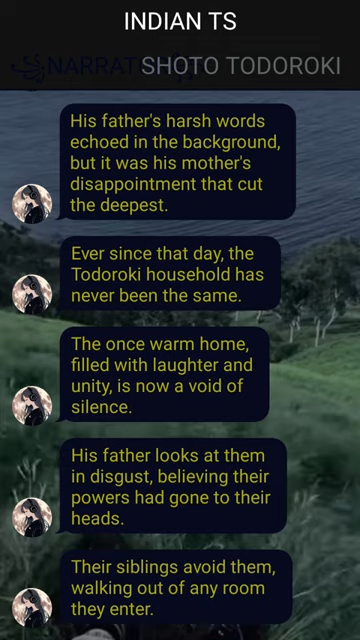 INDIAN TS
SHOTO TODOROKI
His father's harsh words
echoed in the background,
but it was his mother's
disappointment that cut
the deepest.
Ever since that day, the
Todoroki household has
never been the same.
The once warm home,
filled with laughter and
unity, is now a void of
silence.
His father looks at them
in disgust, believing their
powers had gone to their
heads.
Their siblings avoid them,
walking out of any room
they enter.